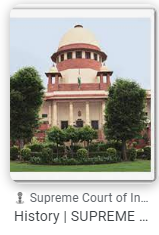 Supreme Court of In...
History | SUPREME ...